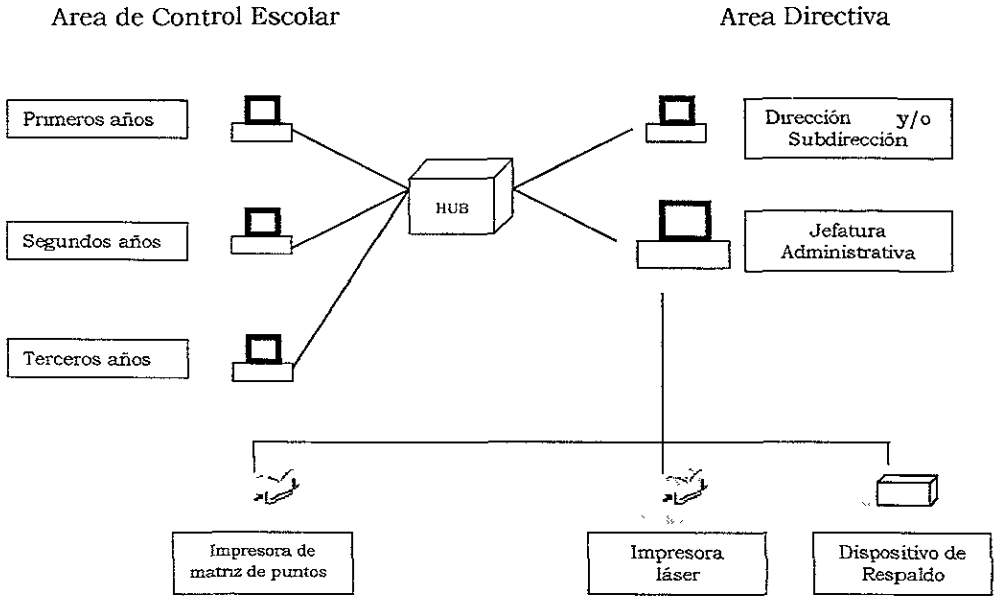 Area de Control Escolar
Area Directiva
Primeros años
Dirección y/o
Subdirección
HUB
Segundos años
Jefatura
Administrativa
Terceros años
Impresora de
matriz de puntos
Impresora
láser
Dispositivo de
Respaldo